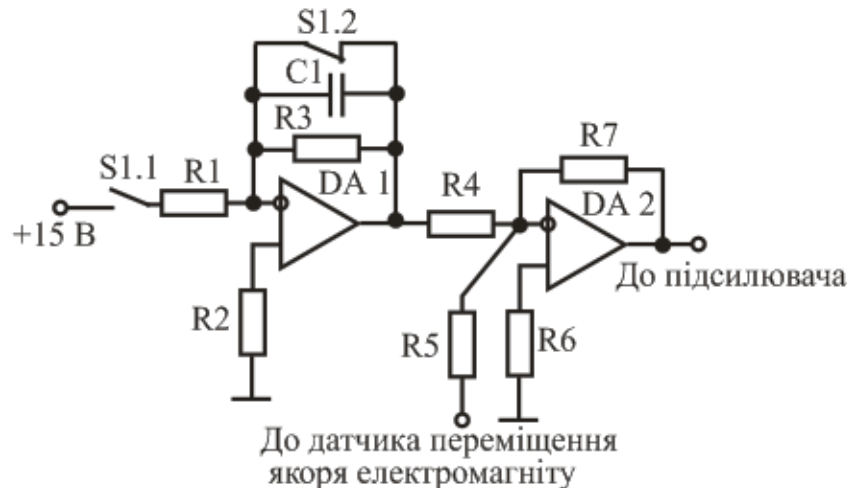 S1.2
C1
R3
S1.1
R1
DA 1
R7
R4
DA 2
+15 В
До підсилювача
R2
R5
R6
До датчика переміщення
якоря електромагніту